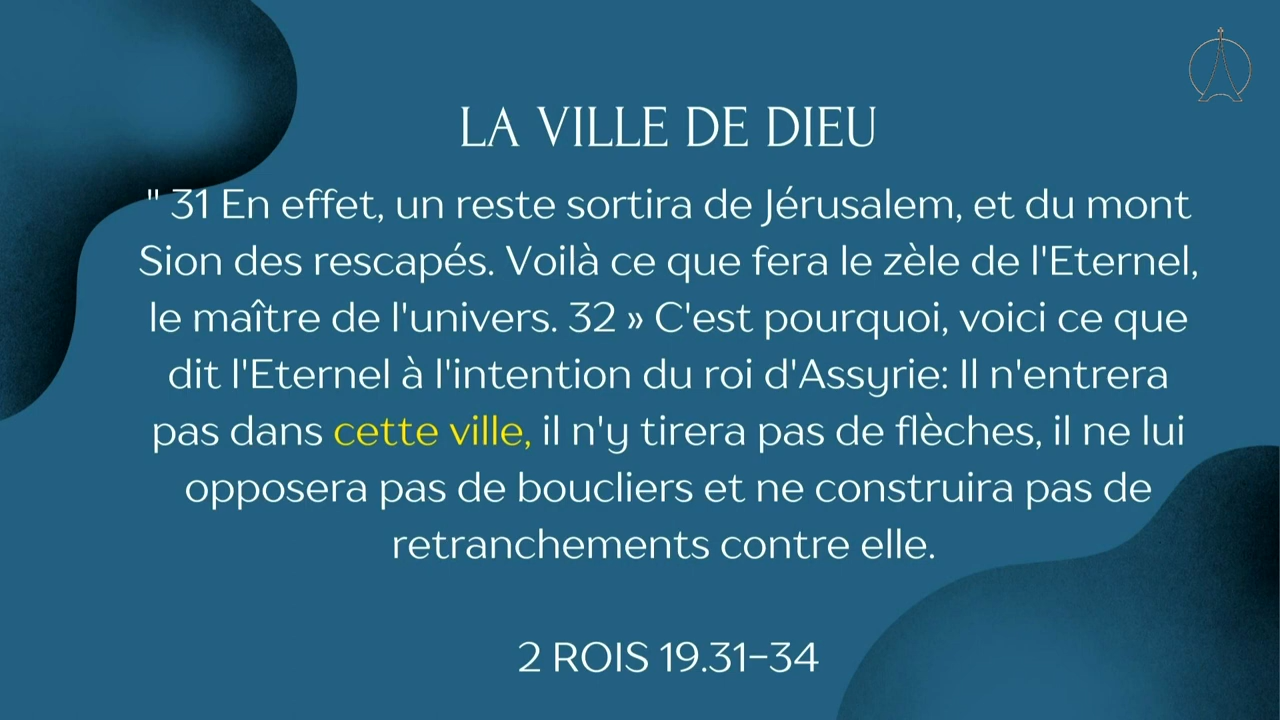 LA VILLE DE DIEU
" 31 En effet, un reste sortira de Jérusalem, et du mont
Sion des rescapés. Voilà ce que fera le zèle de l'Eternel,
le maître de l'univers. 32 » C'est pourquoi, voici ce que
dit l'Eternel à l'intention du roi d'Assyrie: Il n'entrera
pas dans cette ville, il n'y tirera pas de flèches, il ne lui
opposera pas de boucliers et ne construira pas de
retranchements contre elle.
2 ROIS 19.31-34